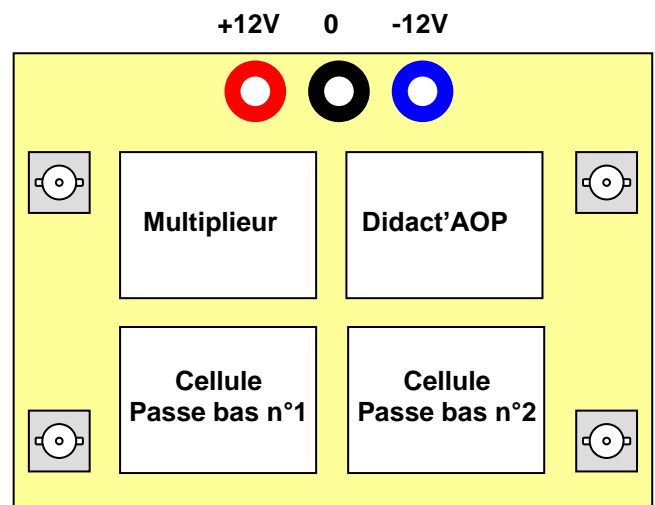 +12V 0 -12V
Multiplieur
Didact'AOP
Cellule
Passe bas n°1
Cellule
Passe bas n°2